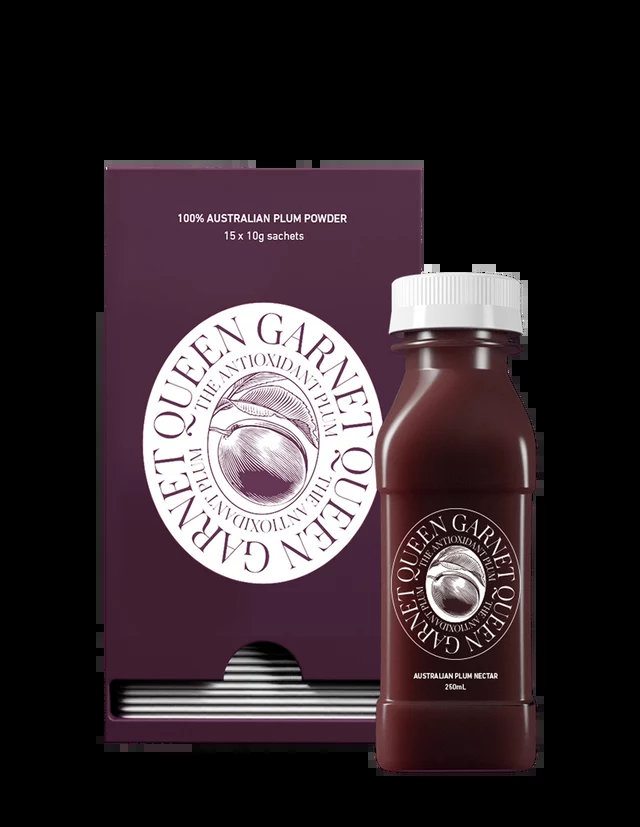 100% AUSTRALIAN PLUM POWDER
15 x 10g sachets
QUEEN GARNET QUEEN GARNET
THE ANTIOXIDANT PLUM THE ANTIOXIDANT PLUM
QUEEN GARNET QUEEN GARNET
THE ANTIOXIDANT PLUM THE ANTIOXIDANT PLUM
AUSTRALIAN PLUM NECTAR
250mL